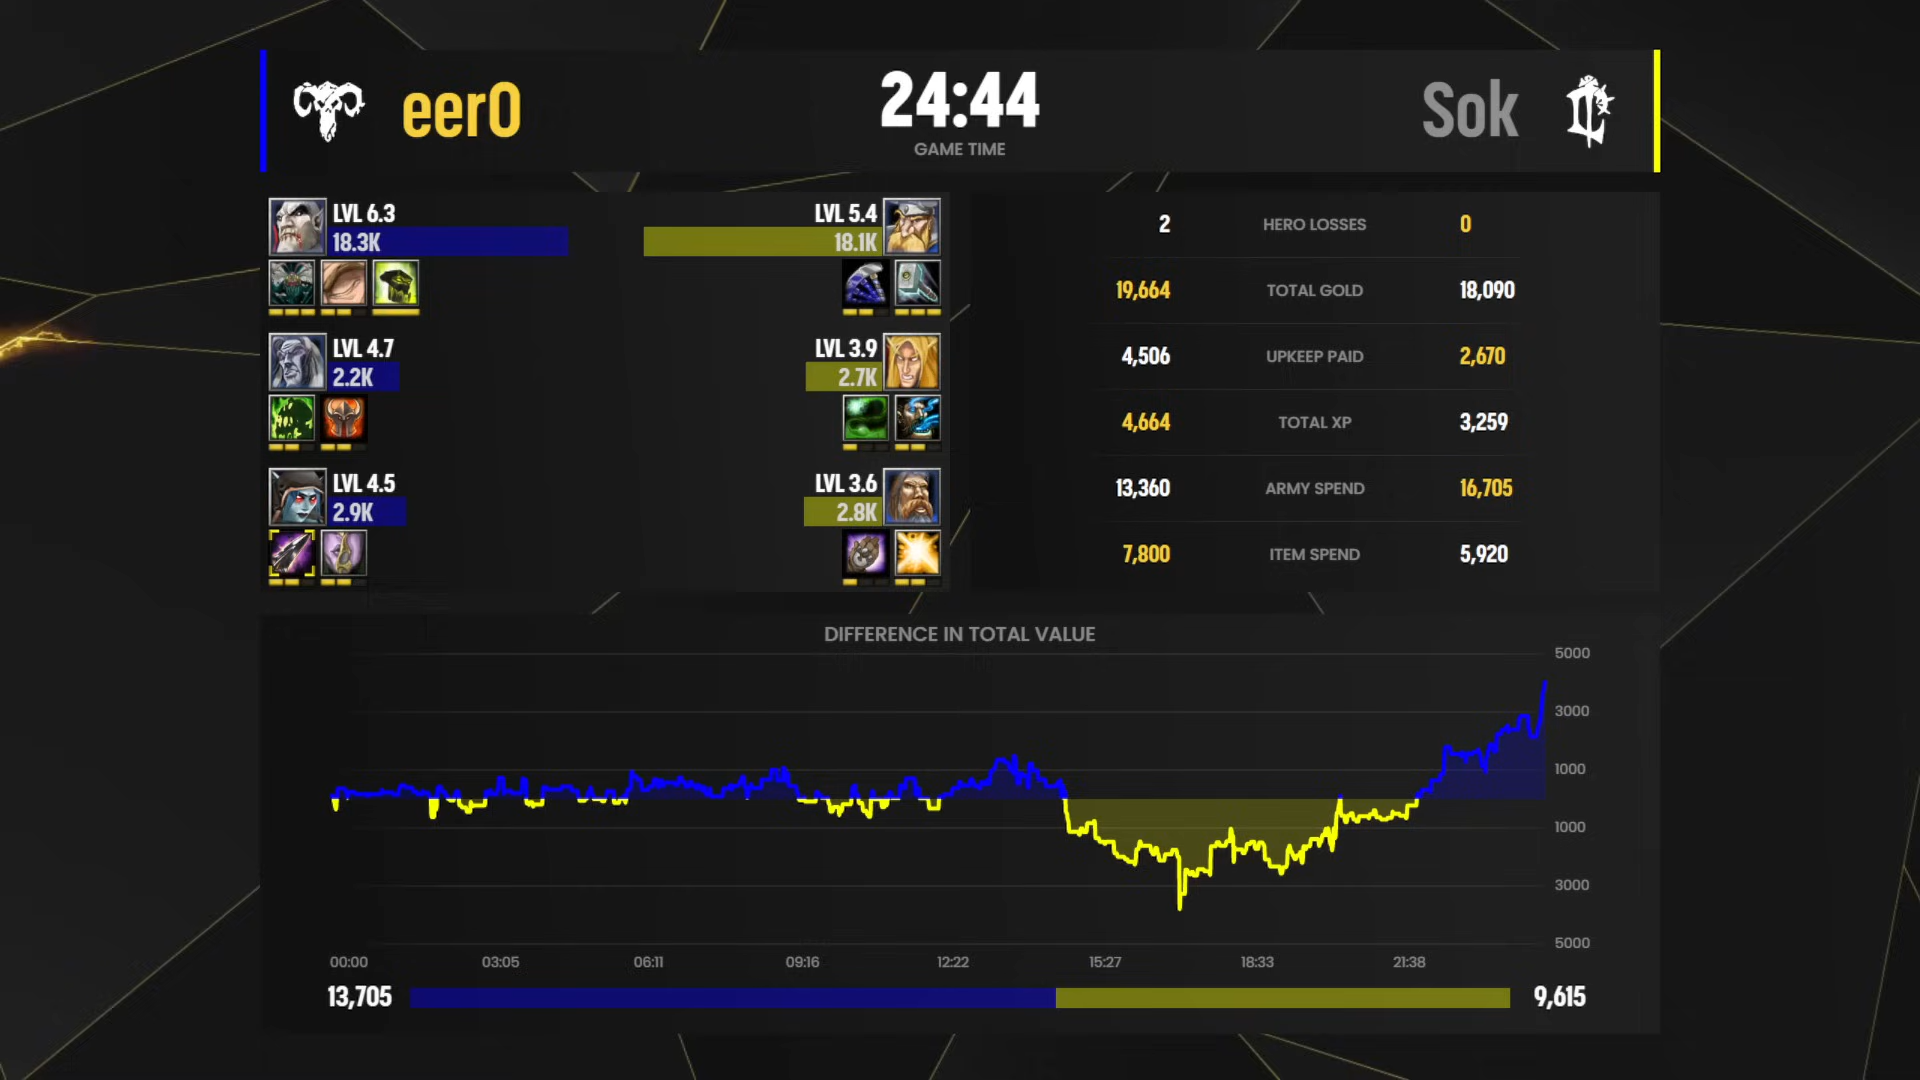 eer0
24:44
GAME TIME
Sok
LVL 6.3
18.3K
LVL 5.4
18.1K
LVL 4.7
2.2K
LVL 3.9
2.7K
LVL 4.5
2.9K
LVL 3.6
2.8K
2 HERO LOSSES 0
19,664 TOTAL GOLD 18,090
4,506 UPKEEP PAID 2,670
4,664 TOTAL XP 3,259
13,360 ARMY SPEND 16,705
7,800 ITEM SPEND 5,920
DIFFERENCE IN TOTAL VALUE
5000
3000
1000
1000
3000
5000
00:00 03:05 06:11 09:16 12:22 15:27 18:33 21:38
13,705 9,615